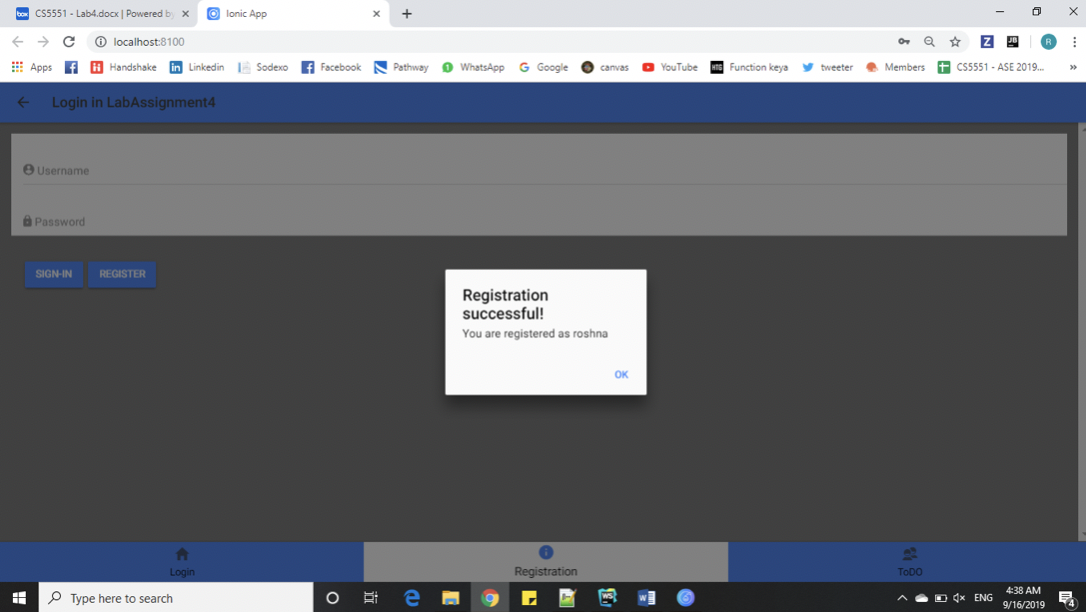 CS5551 - Lab4.docx | Powered by
Ionic App
localhost:8100
Apps Handshake Linkedin Sodexo Facebook Pathway WhatsApp Google canvas YouTube Function keya tweeter Members CS5551 - ASE 2019... »
Login in LabAssignment4
Username
Password
SIGN-IN REGISTER
Registration
successful!
You are registered as roshna
OK
Login Registration ToDO
Type here to search
ENG
4:38 AM
9/16/2019
4